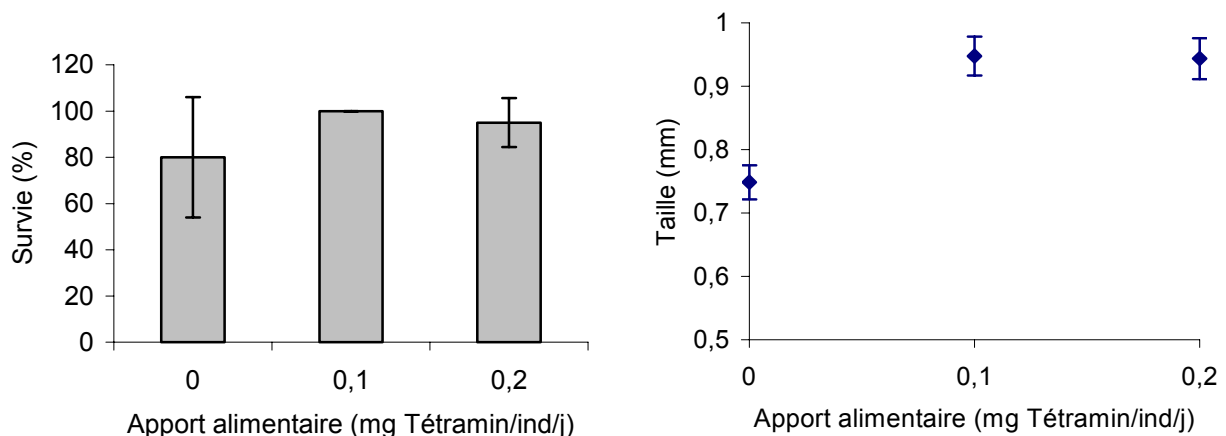 120
100
80
60
40
20
0
Survie (%)
0 0,1 0,2
Apport alimentaire (mg Tétramin/ind/j)
1
0,9
0,8
0,7
0,6
0,5
Taille (mm)
0 0,1 0,2
Apport alimentaire (mg Tétramin/ind/j)